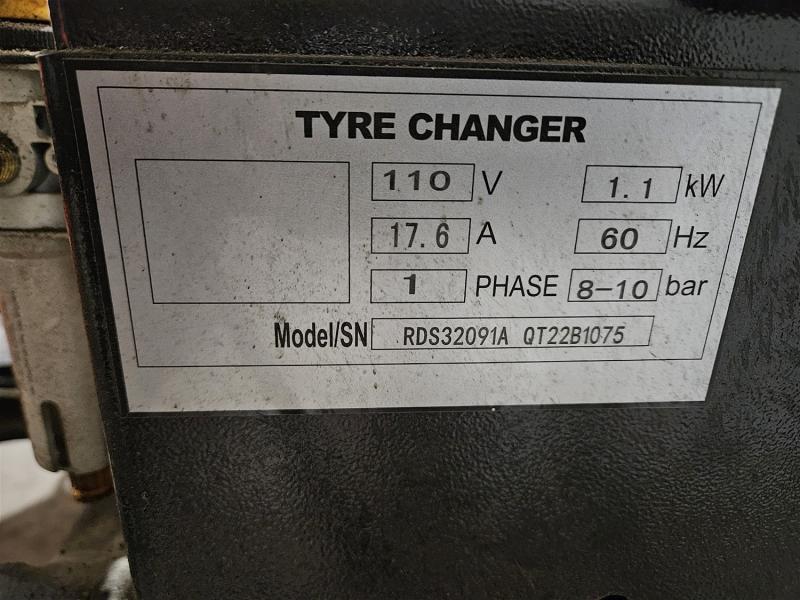 TYRE CHANGER
110 V 1.1 kW
17.6 A 60 Hz
1 PHASE 8-10 bar
Model/SN RDS32091A QT22B1075